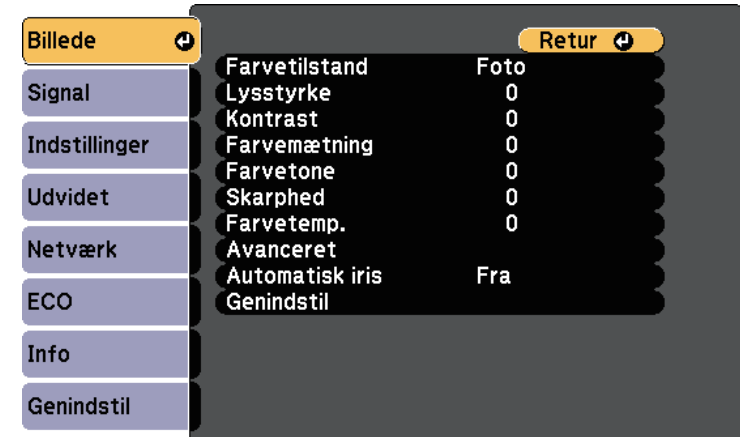 Billede
Signal
Indstillinger
Udvidet
Netværk
ECO
Info
Genindstil
Retur
Farvetilstand Foto
Lysstyrke 0
Kontrast 0
Farvemætning 0
Farvetone 0
Skarphed 0
Farvetemp. 0
Avanceret
Automatisk iris Fra
Genindstil